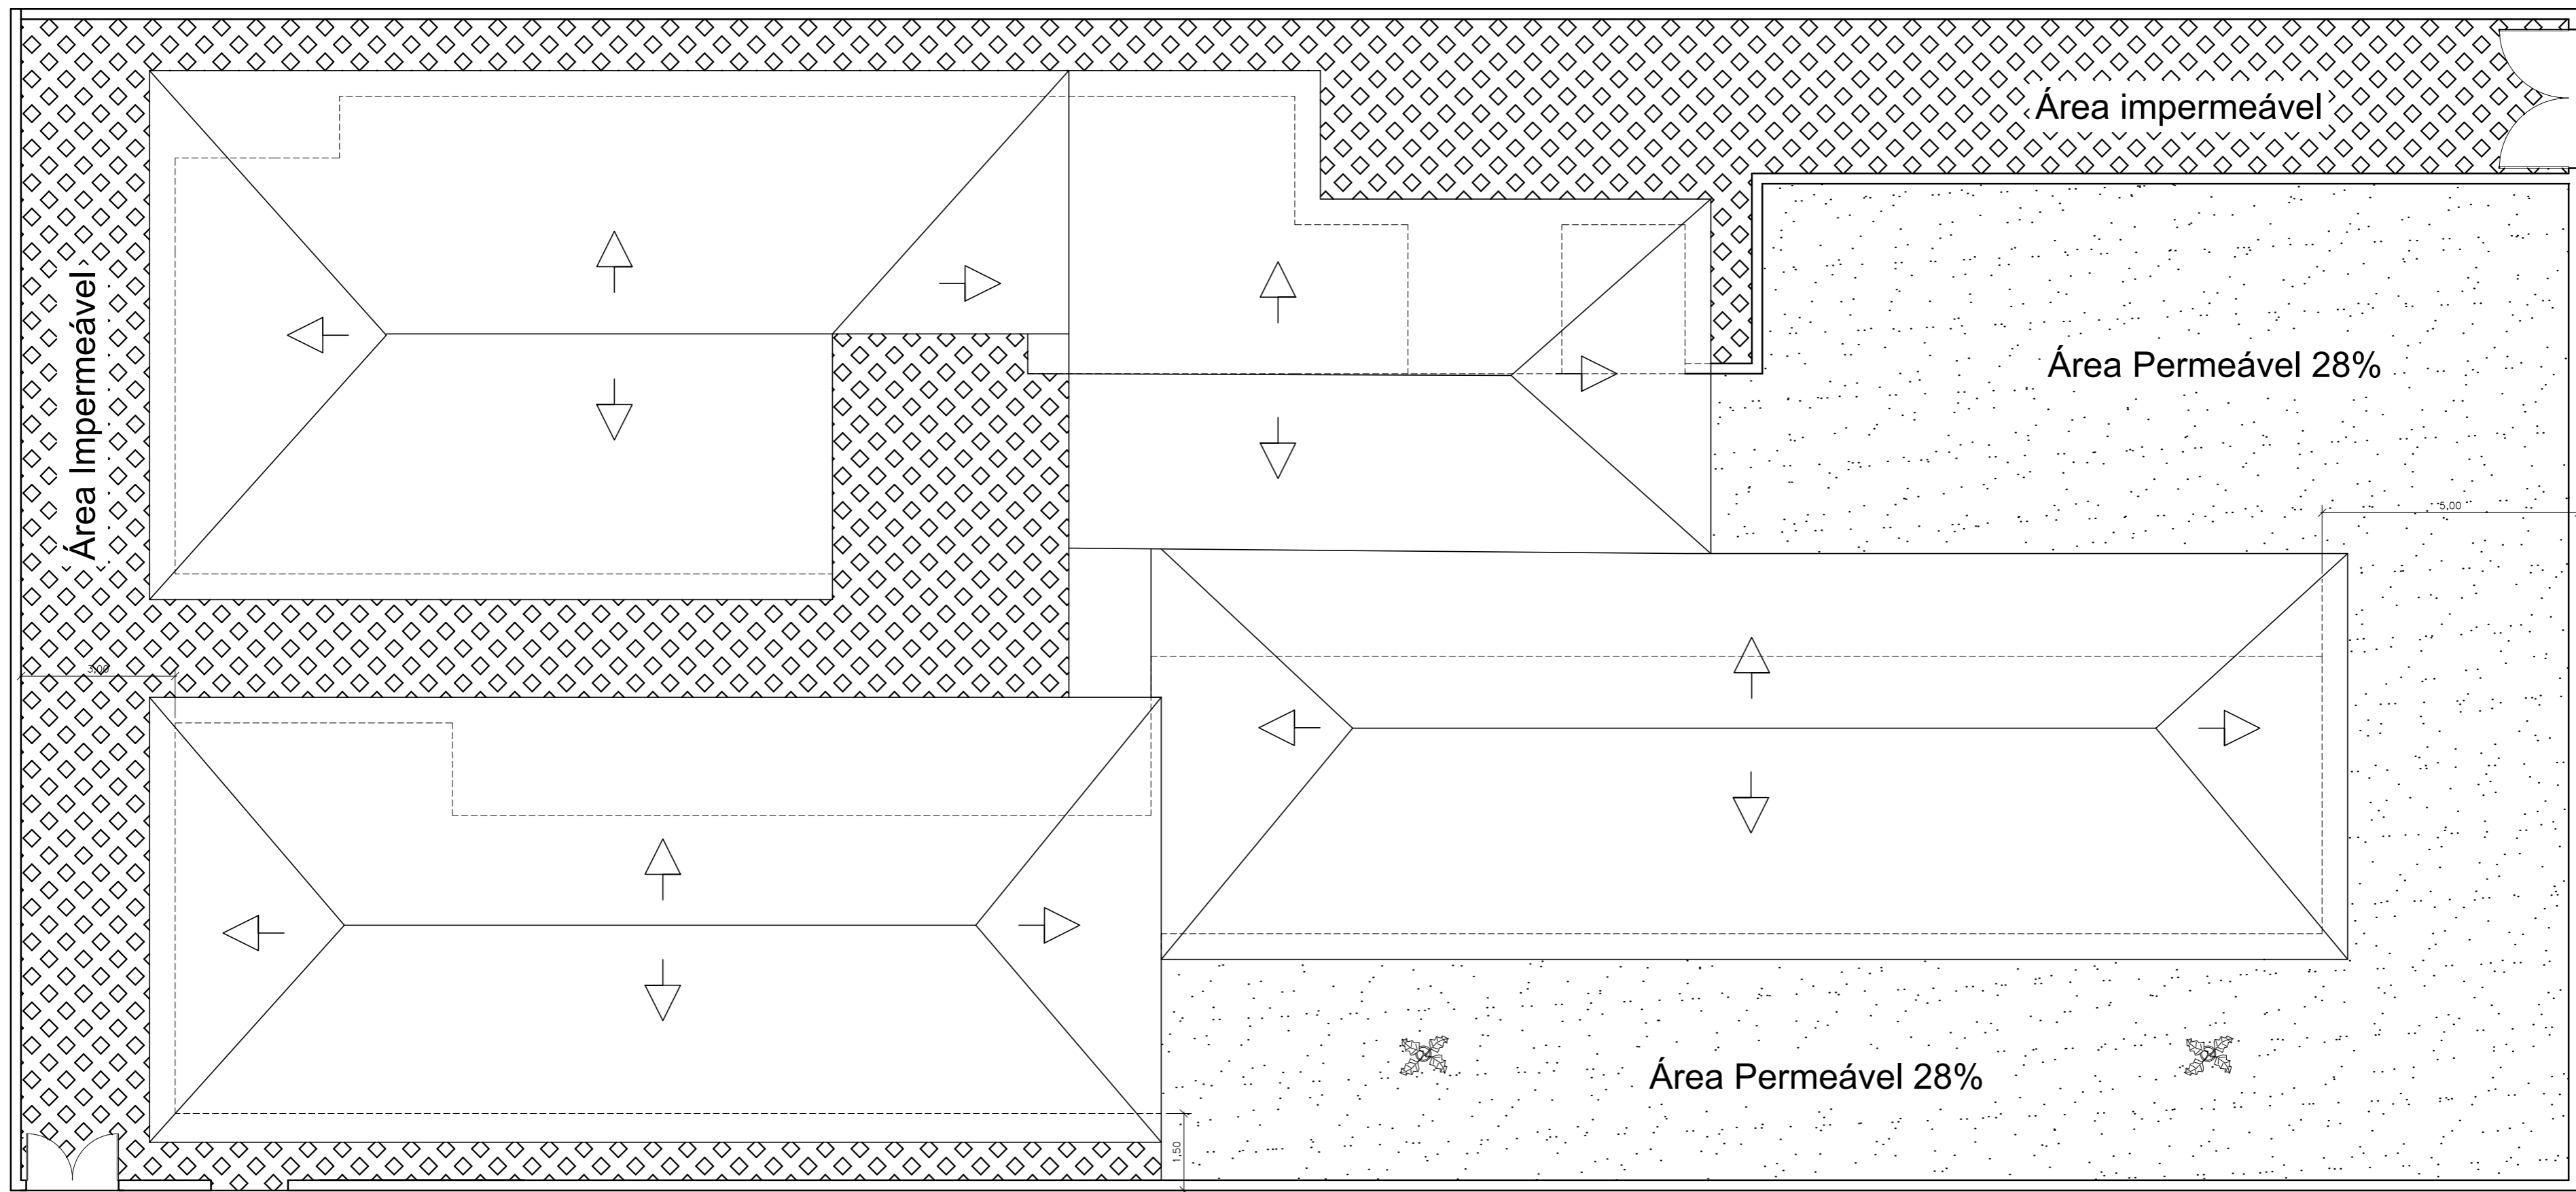 Área impermeável
Área Impermeável
Área Permeável 28%
5,00
3,00
Área Permeável 28%
1,50